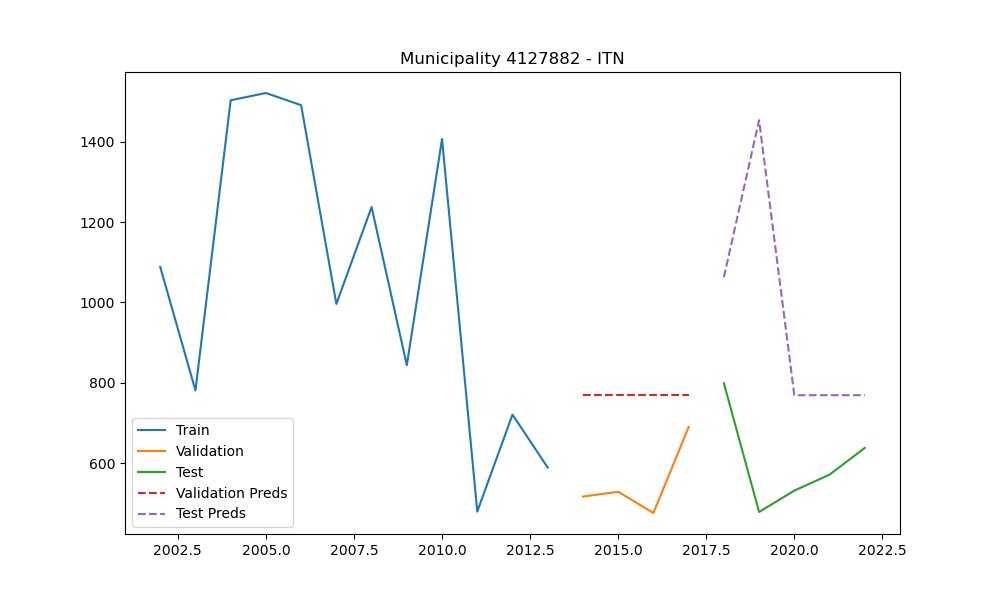 Municipality 4127882 - ITN
1400
1200
1000
800
600
Train
Validation
Test
Validation Preds
Test Preds
2002.5 2005.0 2007.5 2010.0 2012.5 2015.0 2017.5 2020.0 2022.5